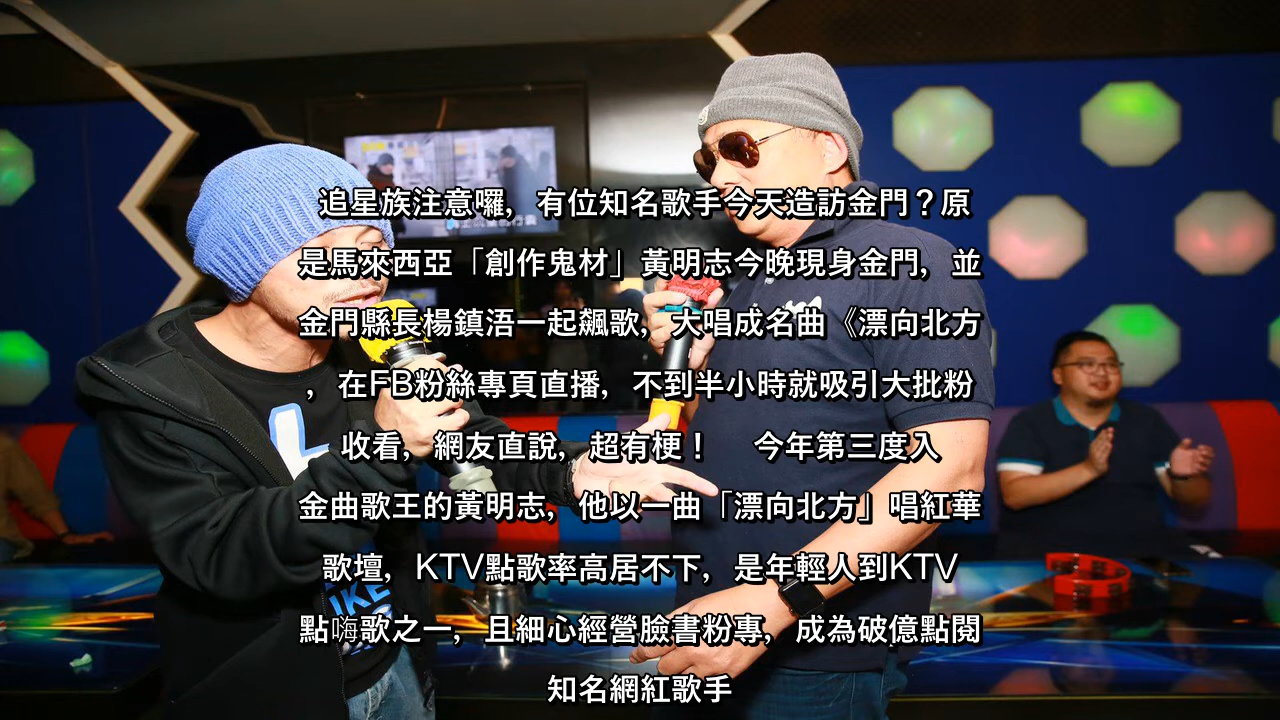 追星族注意囉，有位知名歌手今天造訪金門？原
是馬來西亞「創作鬼材」黃明志今晚現身金門，並
金門縣長楊鎮浯一起飆歌，大唱成名曲《漂向北方
，在FB粉絲專頁直播，不到半小時就吸引大批粉
收看，網友直說，超有梗！　今年第三度入
金曲歌王的黃明志，他以一曲「漂向北方」唱紅華
歌壇，KTV點歌率高居不下，是年輕人到KTV
點嗨歌之一，且細心經營臉書粉專，成為破億點閱
知名網紅歌手
IKE